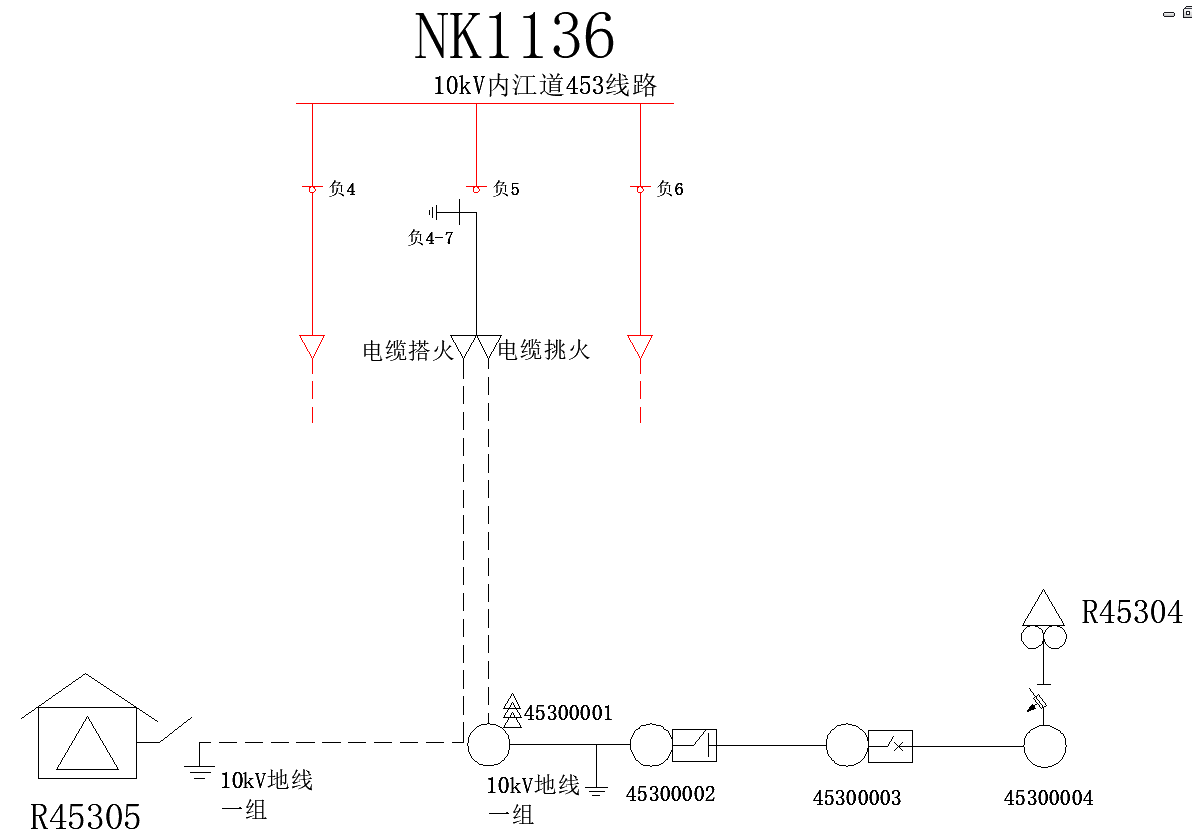 NK1136
10kV内江道453线路
负4
负5
负6
负4-7
电缆搭火
电缆挑火
R45304
45300001
10kV地线
一组
10kV地线
一组
45300002
45300003
45300004
R45305